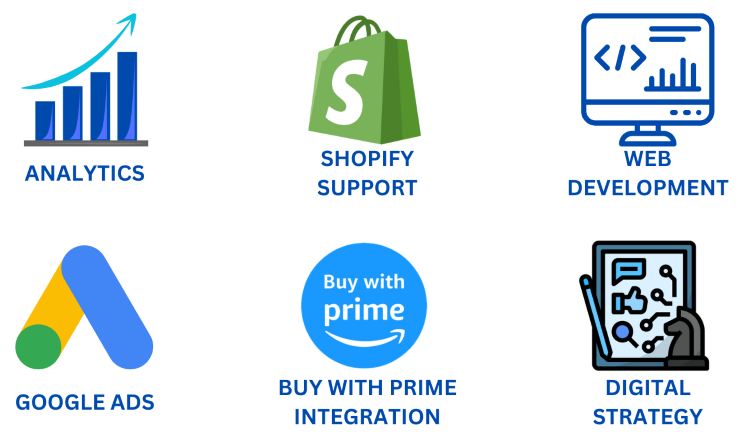 ANALYTICS
SHOPIFY
SUPPORT
</>
WEB
DEVELOPMENT
GOOGLE ADS
Buy with
prime
BUY WITH PRIME
INTEGRATION
DIGITAL
STRATEGY